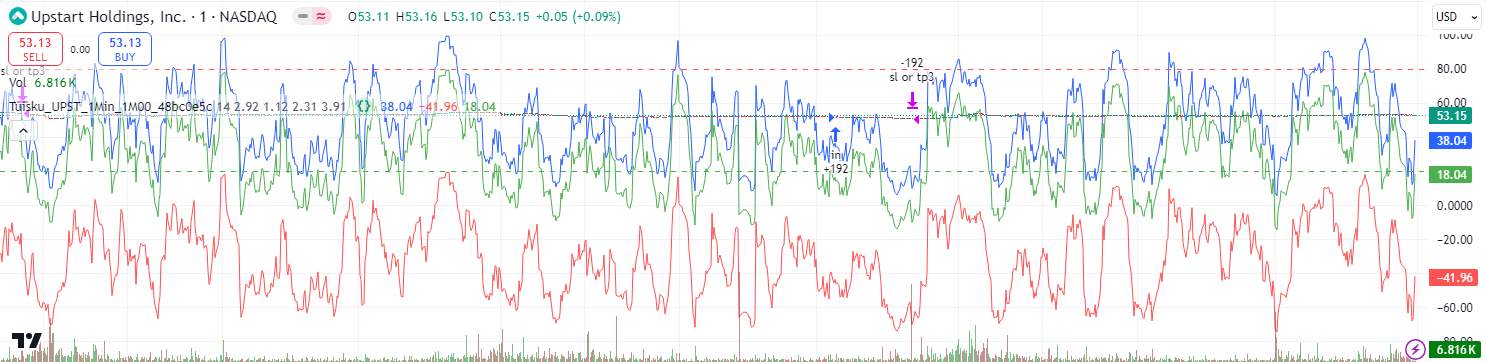 Upstart Holdings, Inc. · 1 · NASDAQ O53.11 H53.16 L53.10 C53.15 +0.05 (+0.09%)
USD
53.13 SELL
0.00
53.13 BUY
100.00
sl or tp3
Vol 6.816K
Tuisku_UPST_1Min_1M00_48bc0e5c 14 2.92 1.12 2.31 3.91 {} 38.04 −41.96 18.04
-192
sl or tp3
in
+192
80.00
60.00
53.15
38.04
18.04
0.0000
−20.00
−41.96
−60.00
6.816K